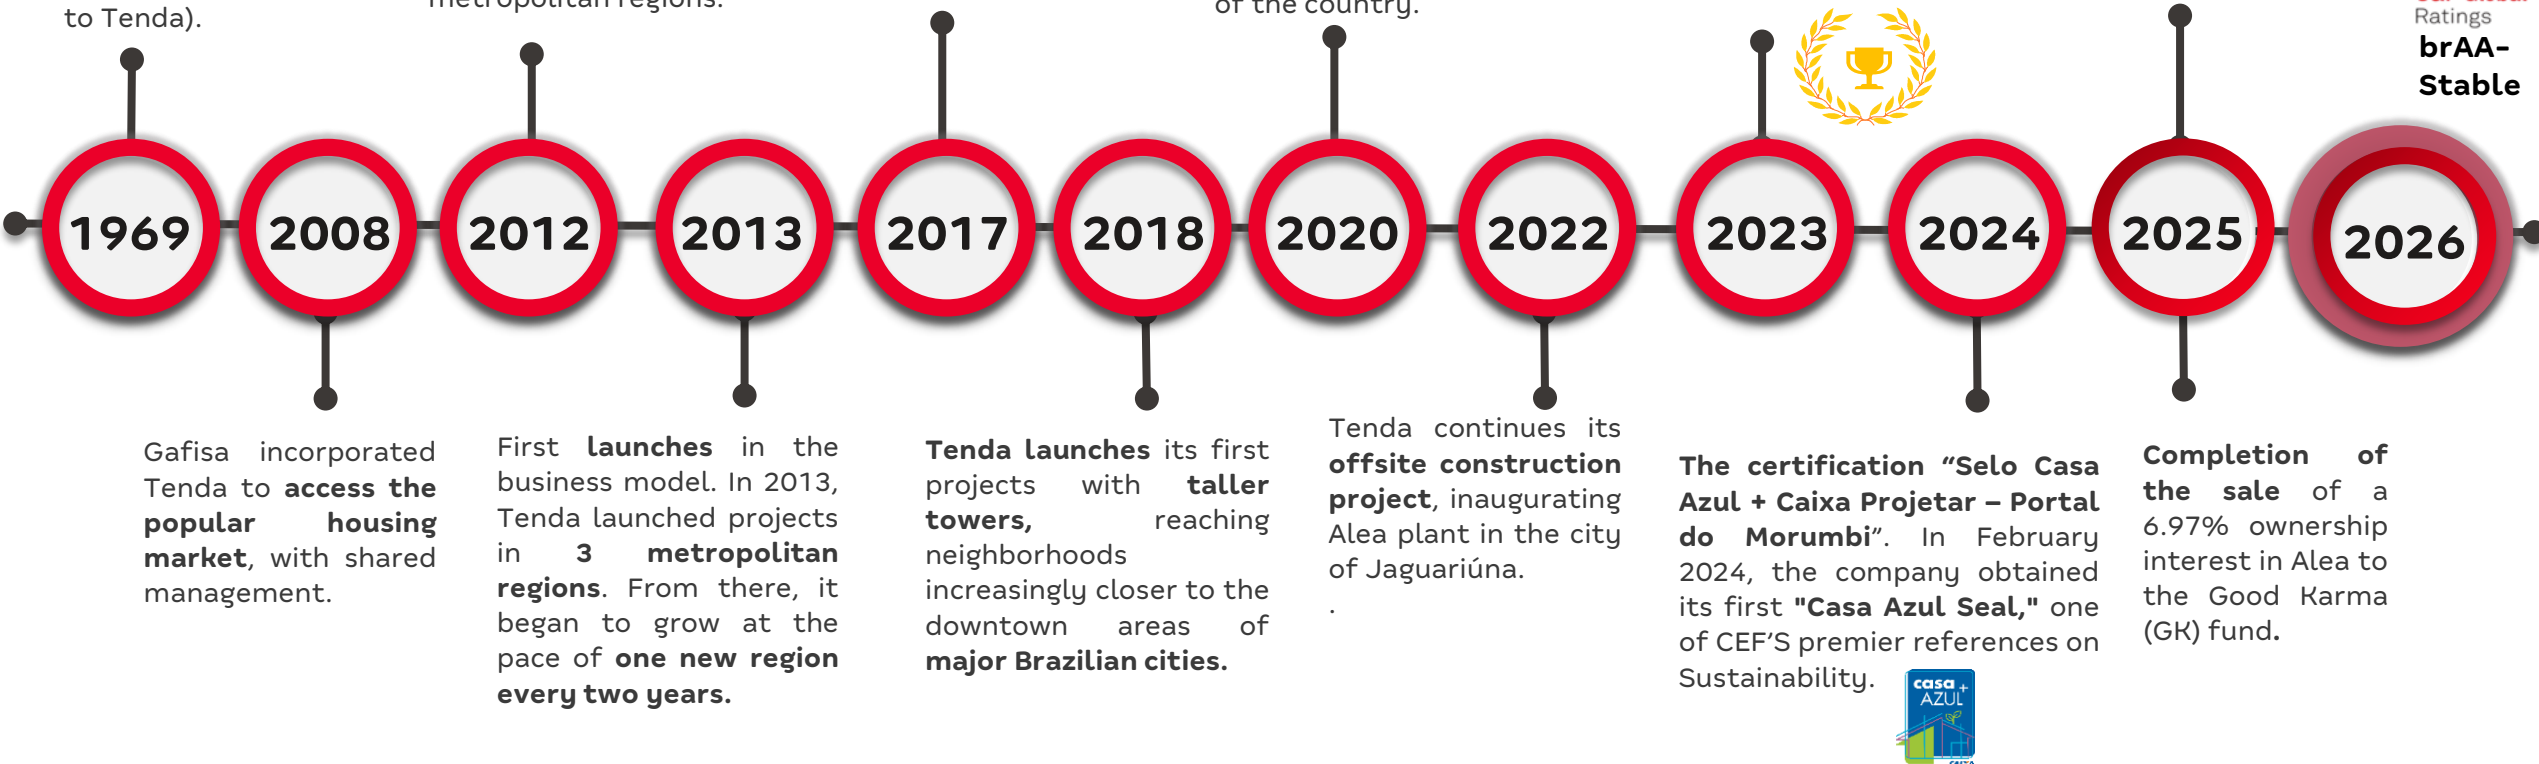 to Tenda).
metropolitan regions.
of the country.
Ratings
brAA-
Stable
1969
2008
2012
2013
2017
2018
2020
2022
2023
2024
2025
2026
Gafisa incorporated
Tenda to access the
popular housing
market, with shared
management.
First launches in the
business model. In 2013,
Tenda launched projects
in 3 metropolitan
regions. From there, it
began to grow at the
pace of one new region
every two years.
Tenda launches its first
projects with taller
towers, reaching
neighborhoods
increasingly closer to the
downtown areas of
major Brazilian cities.
Tenda continues its
offsite construction
project, inaugurating
Alea plant in the city
of Jaguariúna.
.
The certification “Selo Casa
Azul + Caixa Projetar – Portal
do Morumbi”. In February
2024, the company obtained
its first "Casa Azul Seal," one
of CEF’S premier references on
Sustainability.
casa +
AZUL
Completion of
the sale of a
6.97% ownership
interest in Alea to
the Good Karma
(GK) fund.